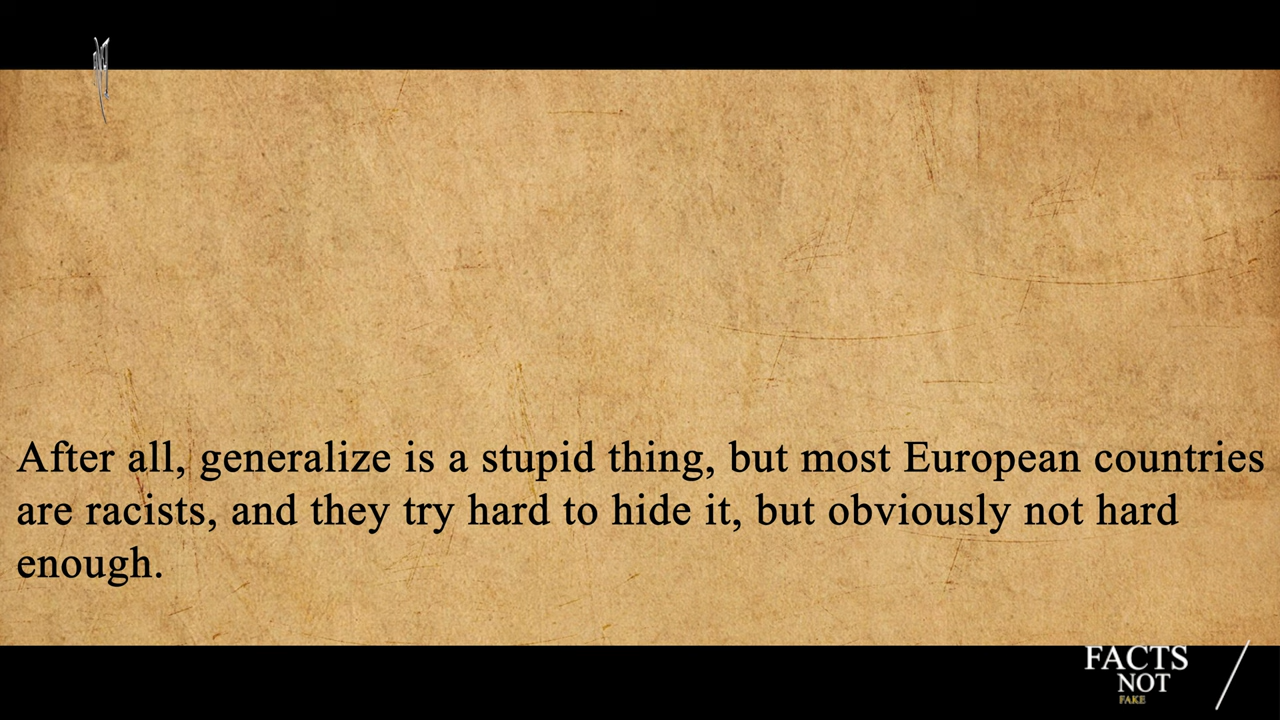 After all, generalize is a stupid thing, but most European countries
are racists, and they try hard to hide it, but obviously not hard
enough.
FACTS
NOT
FAKE